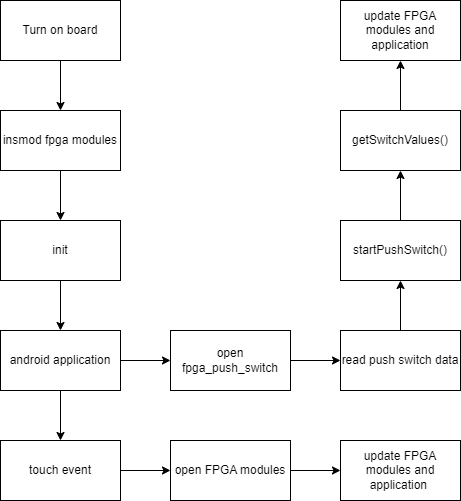 Turn on board
update FPGA
modules and
application
insmod fpga modules
getSwitchValues()
init
startPushSwitch()
android application
open
fpga_push_switch
read push switch data
touch event
open FPGA modules
update FPGA
modules and
application